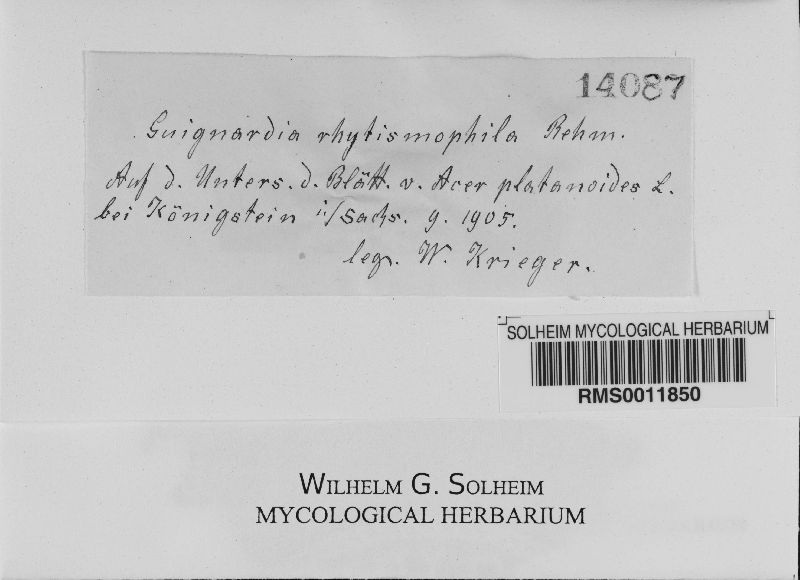 14087
Guignardia rhytismophila Rehm.
Auf d. Unters. d. Blätt. v. Acer platanoides L.
bei Königstein i/Sachs. 9. 1905.
leg. W. Krieger.
SOLHEIM MYCOLOGICAL HERBARIUM
RMS0011850
WILHELM G. SOLHEIM
MYCOLOGICAL HERBARIUM